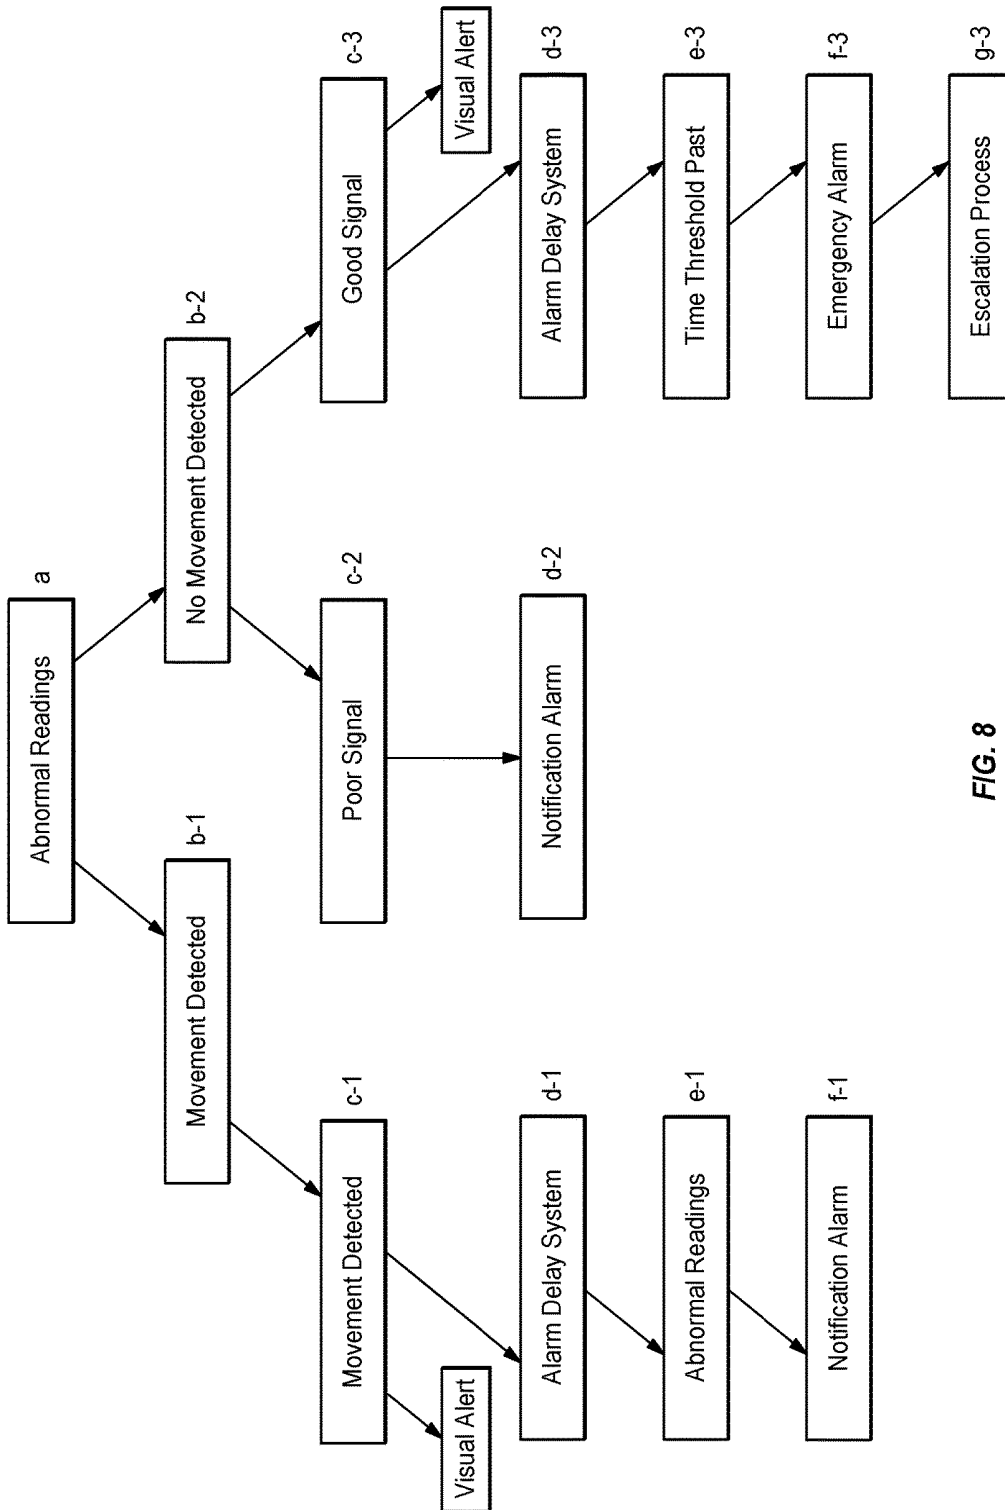 a
Abnormal Readings
b-1
Movement Detected
b-2
No Movement Detected
c-1
Movement Detected
c-2
Poor Signal
c-3
Good Signal
Visual Alert
Visual Alert
d-1
Alarm Delay System
d-2
Notification Alarm
d-3
Alarm Delay System
e-1
Abnormal Readings
e-3
Time Threshold Past
f-1
Notification Alarm
f-3
Emergency Alarm
g-3
Escalation Process
FIG. 8